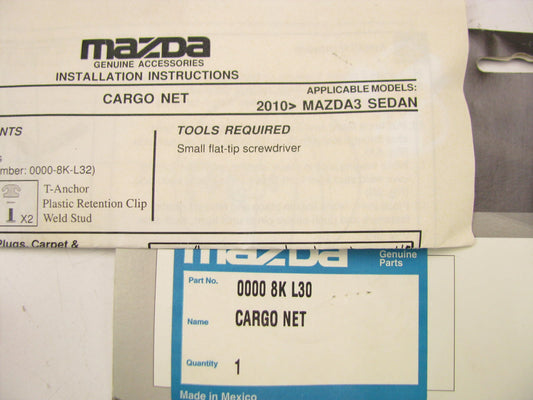 mazda
GENUINE ACCESSORIES
INSTALLATION INSTRUCTIONS
CARGO NET
APPLICABLE MODELS:
2010> MAZDA3 SEDAN
NTS
s
umber: 0000-8K-L32)
X2
T-Anchor
Plastic Retention Clip
Weld Stud
TOOLS REQUIRED
Small flat-tip screwdriver
Plugs, Carpet &
mazda
Genuine
Parts
Part No. 0000 8K L30
Name CARGO NET
Quantity 1
Made in Mexico